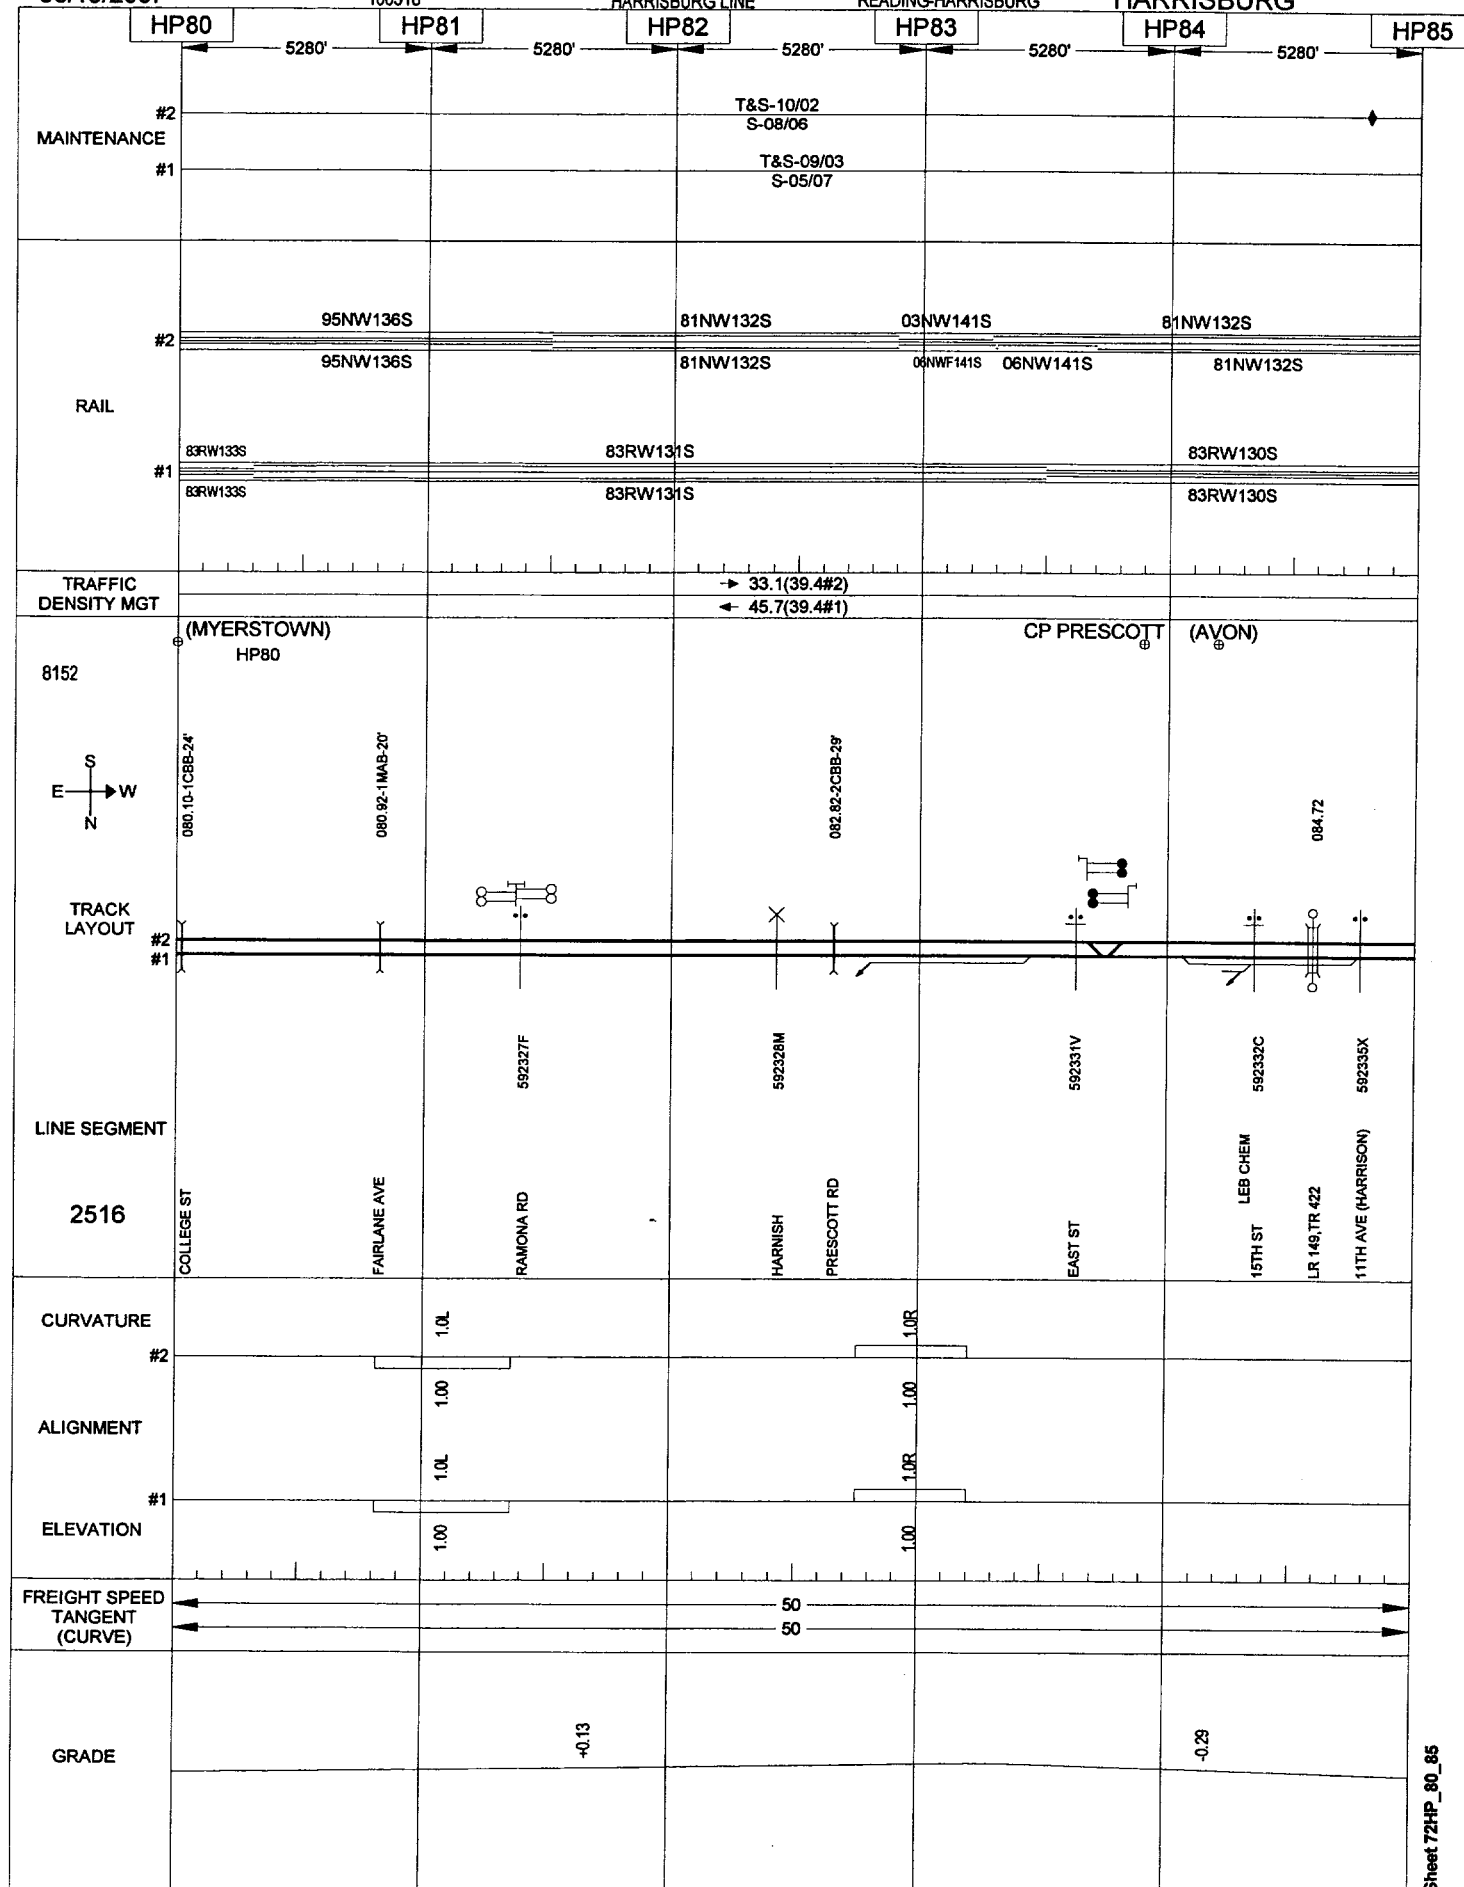 HARRISBURG LINE
READING-HARRISBURG
HARRISBURG
HP80 HP81 HP82 HP83 HP84 HP85
5280' 5280' 5280' 5280' 5280'
#2
T&S-10/02
S-08/06
MAINTENANCE
#1
T&S-09/03
S-05/07
95NW136S 81NW132S 03NW141S 81NW132S
#2
95NW136S 81NW132S 06NWF141S 06NW141S 81NW132S
RAIL
83RW133S 83RW131S 83RW130S
#1
83RW133S 83RW131S 83RW130S
TRAFFIC
DENSITY MGT
33.1(39.4#2)
45.7(39.4#1)
(MYERSTOWN)
HP80
CP PRESCOTT (AVON)
8152
S
E W
N
080.10-1CBB-24'
080.92-1MAB-20'
082.82-2CBB-29'
084.72
TRACK
LAYOUT
#2
#1
592327F
592328M
592331V
592332C
592335X
LINE SEGMENT
2516
COLLEGE ST
FAIRLANE AVE
RAMONA RD
HARNISH
PRESCOTT RD
EAST ST
LEB CHEM
15TH ST
LR 149,TR 422
11TH AVE (HARRISON)
CURVATURE
1.0L 1.0R
#2
1.00 1.00
ALIGNMENT
1.0L 1.0R
#1
1.00 1.00
ELEVATION
FREIGHT SPEED
TANGENT
(CURVE)
50
50
GRADE
+0.13
-0.29
Sheet 72HP_80_85